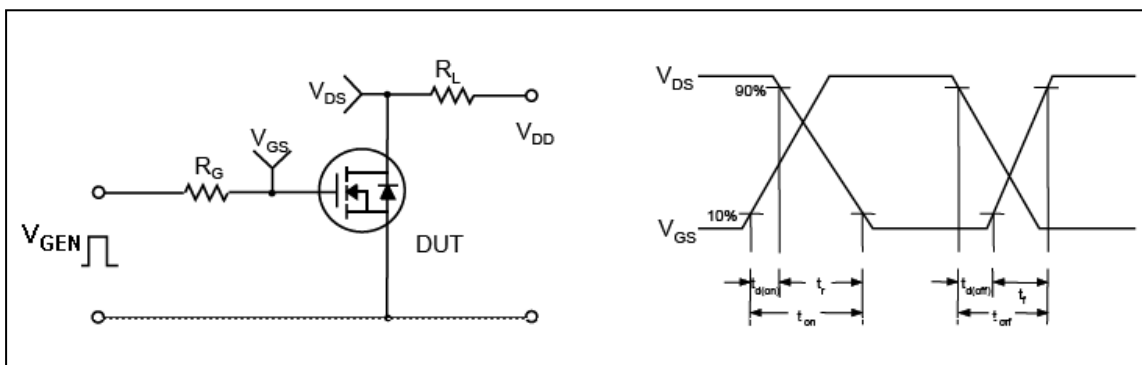 V_DS
R_L
V_DD
V_GS
R_G
V_GEN
DUT
V_DS
90%
10%
V_GS
t_d(on)
t_r
t_on
t_d(off)
t_f
t_off